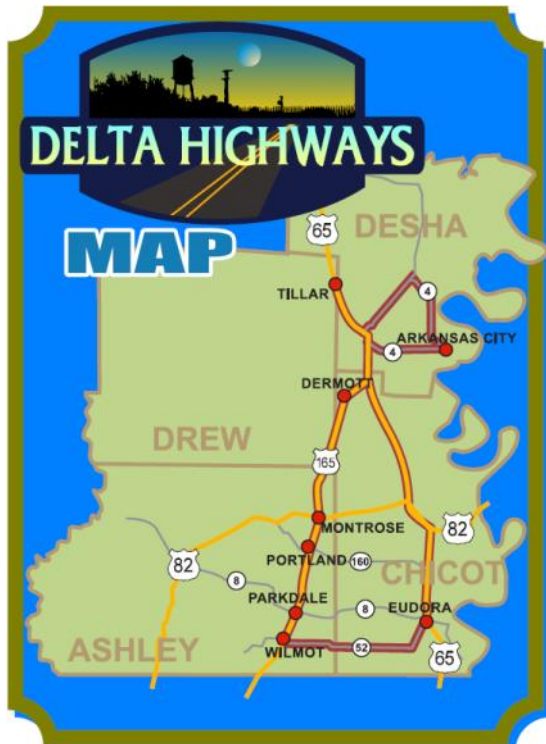 DELTA HIGHWAYS
MAP
65
DESHA
TILLAR
4
ARKANSAS CITY
4
DERMOTT
DREW
165
MONTROSE
82
82
PORTLAND
160
CHICOT
8
PARKDALE
8
EUDORA
ASHLEY
WILMOT
52
65